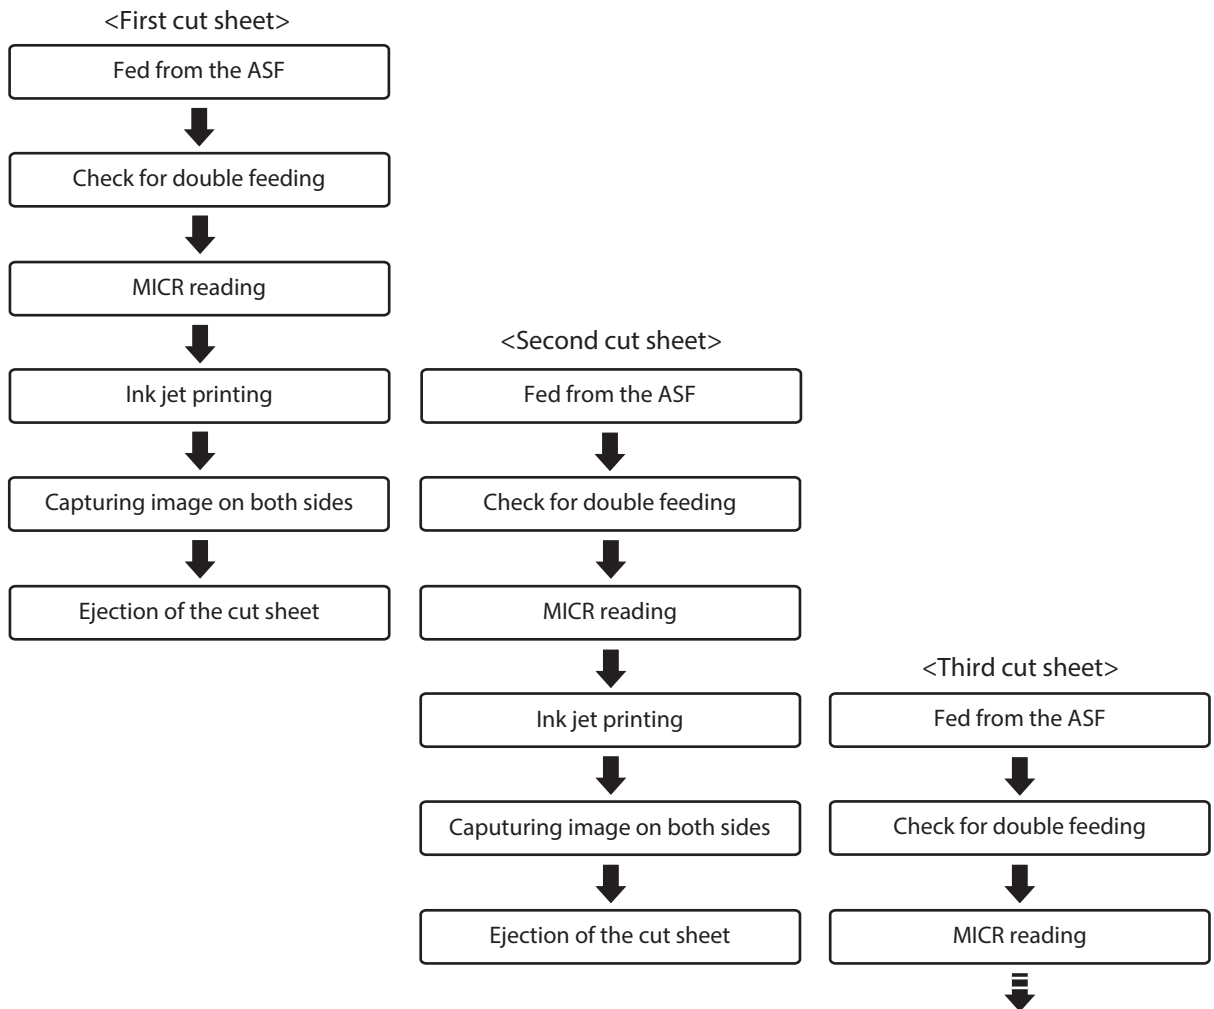 <First cut sheet>
Fed from the ASF
Check for double feeding
MICR reading
Ink jet printing
Capturing image on both sides
Ejection of the cut sheet
<Second cut sheet>
Fed from the ASF
Check for double feeding
MICR reading
Ink jet printing
Caputuring image on both sides
Ejection of the cut sheet
<Third cut sheet>
Fed from the ASF
Check for double feeding
MICR reading